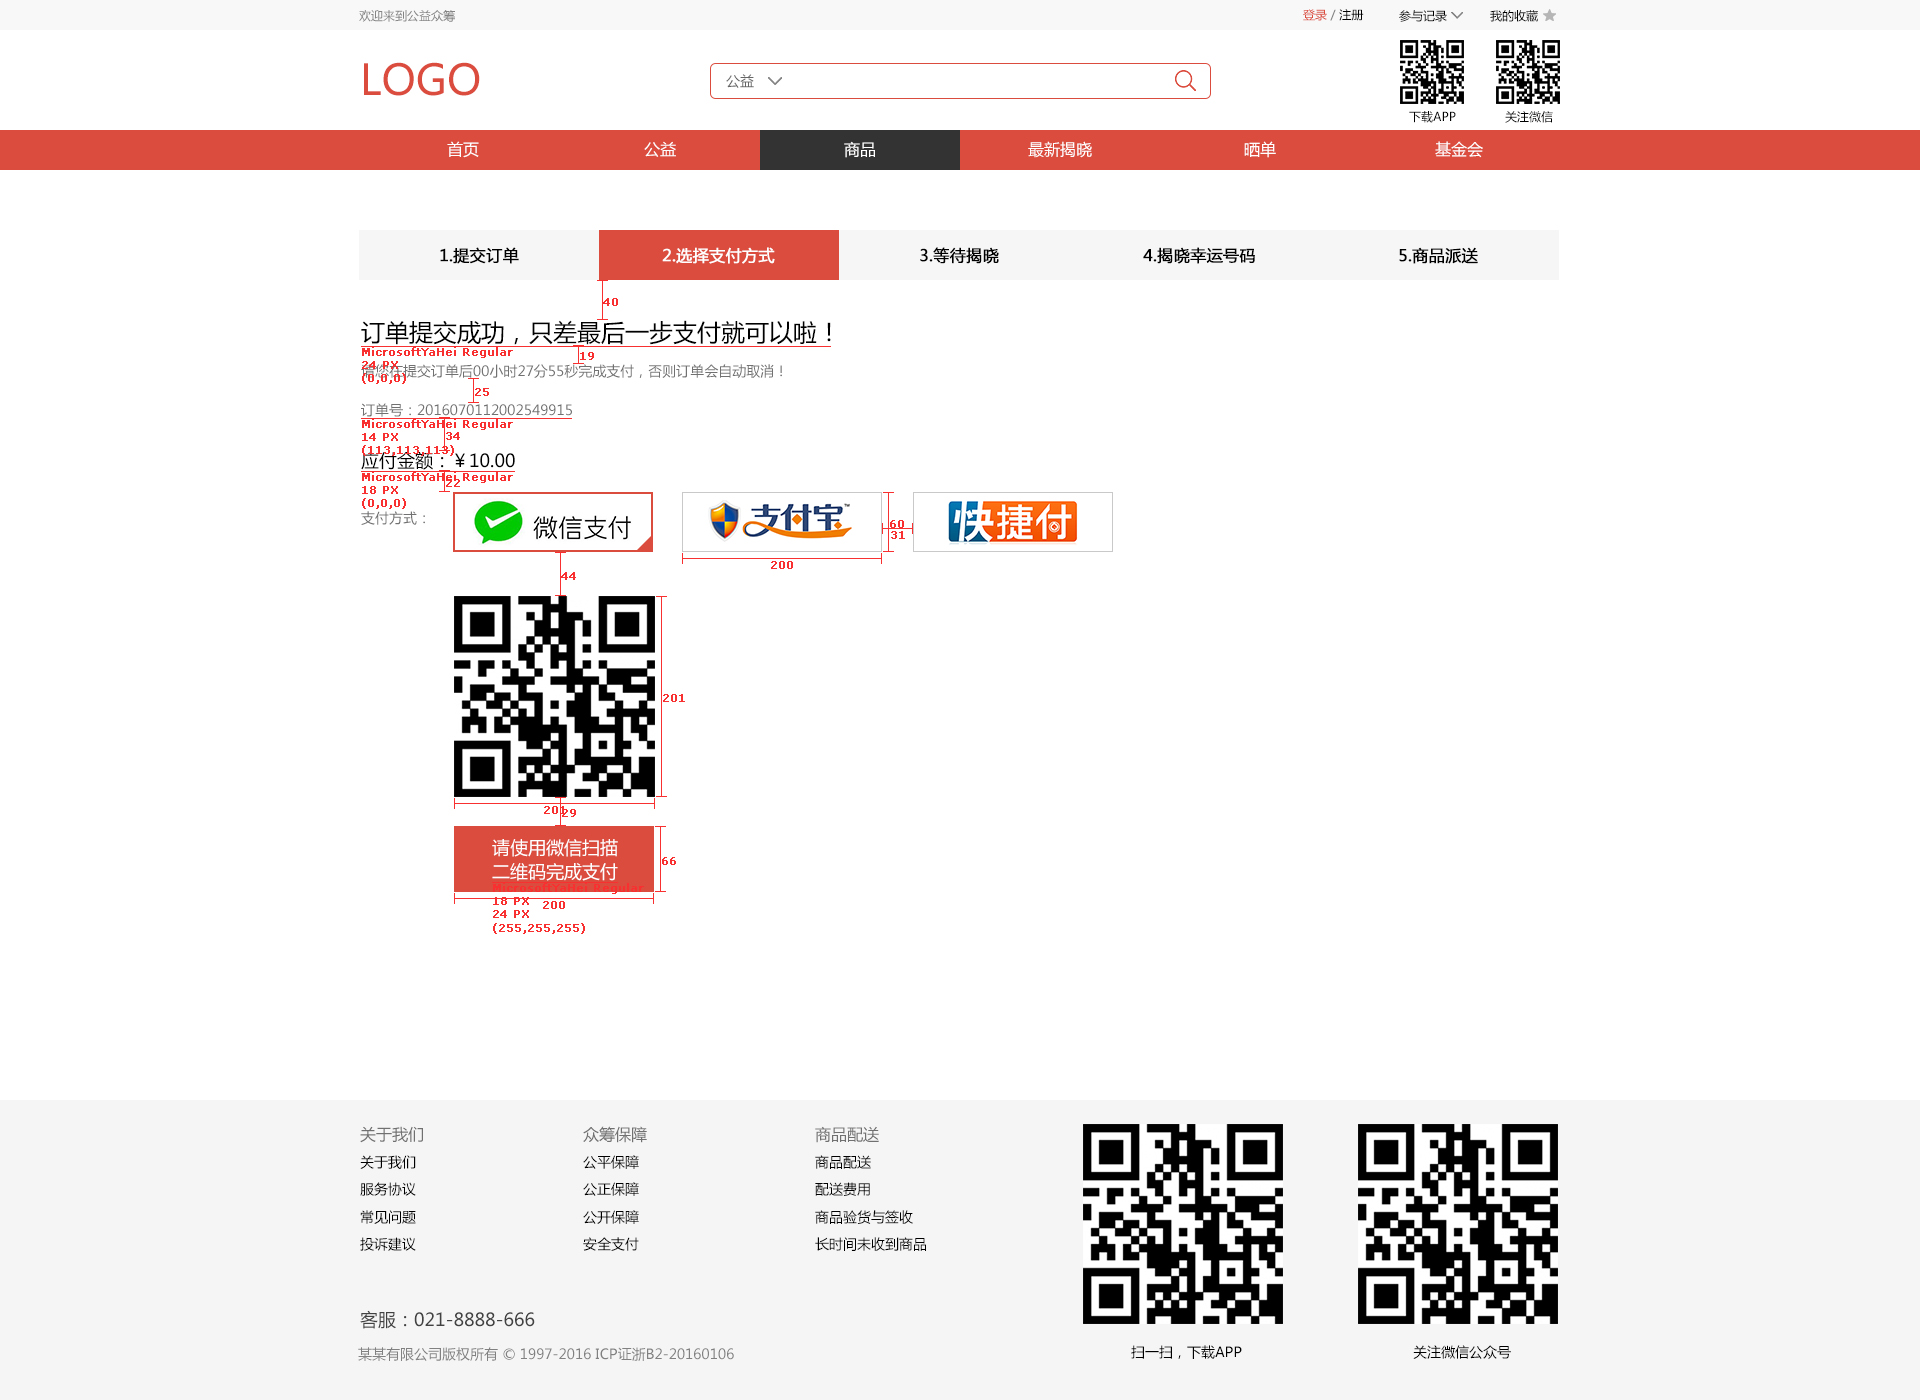 欢迎来到公益众筹
登录 / 注册
参与记录
我的收藏
LOGO
公益
下载APP
关注微信
首页
公益
商品
最新揭晓
晒单
基金会
1.提交订单
2.选择支付方式
3.等待揭晓
4.揭晓幸运号码
5.商品派送
40
订单提交成功，只差最后一步支付就可以啦！
MicrosoftYaHei Regular
24 PX
(0,0,0)
19
请您在提交订单后00小时27分55秒完成支付，否则订单会自动取消！
25
订单号：2016070112002549915
MicrosoftYaHei Regular
14 PX
(113,113,113)
34
应付金额：￥10.00
MicrosoftYaHei Regular
18 PX
(0,0,0)
22
支付方式：
微信支付
支付宝™
快捷付
60
31
200
44
201
201
29
请使用微信扫描
二维码完成支付
66
MicrosoftYaHei Regular
18 PX
24 PX
(255,255,255)
200
关于我们
关于我们
服务协议
常见问题
投诉建议
众筹保障
公平保障
公正保障
公开保障
安全支付
商品配送
商品配送
配送费用
商品验货与签收
长时间未收到商品
客服：021-8888-666
某某有限公司版权所有 © 1997-2016 ICP证浙B2-20160106
扫一扫，下载APP
关注微信公众号